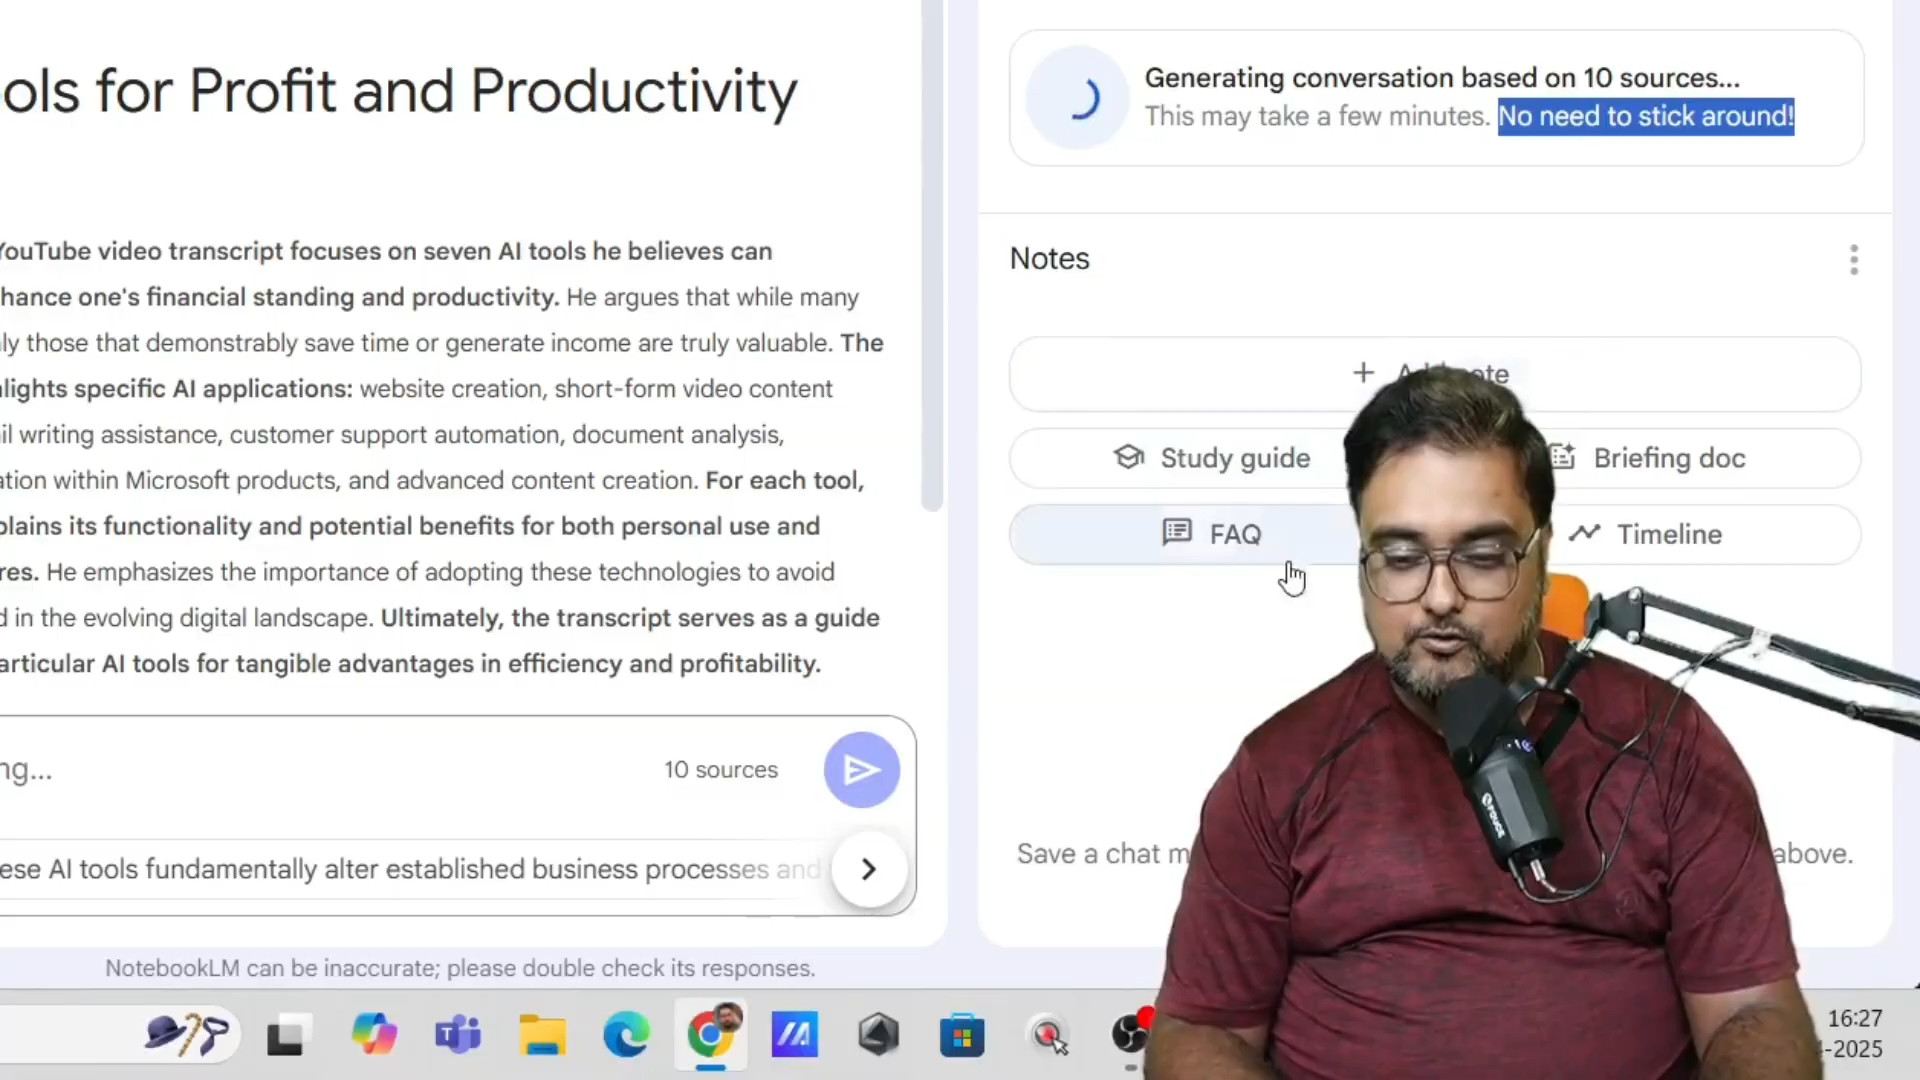 ols for Profit and Productivity
YouTube video transcript focuses on seven AI tools he believes can
hance one's financial standing and productivity. He argues that while many
ly those that demonstrably save time or generate income are truly valuable. The
lights specific AI applications: website creation, short-form video content
il writing assistance, customer support automation, document analysis,
ation within Microsoft products, and advanced content creation. For each tool,
plains its functionality and potential benefits for both personal use and
res. He emphasizes the importance of adopting these technologies to avoid
d in the evolving digital landscape. Ultimately, the transcript serves as a guide
articular AI tools for tangible advantages in efficiency and profitability.
ng...
10 sources
ese AI tools fundamentally alter established business processes and
NotebookLM can be inaccurate; please double check its responses.
Generating conversation based on 10 sources...
This may take a few minutes. No need to stick around!
Notes
Study guide
Briefing doc
FAQ
Timeline
Save a chat m
above.
16:27
-2025